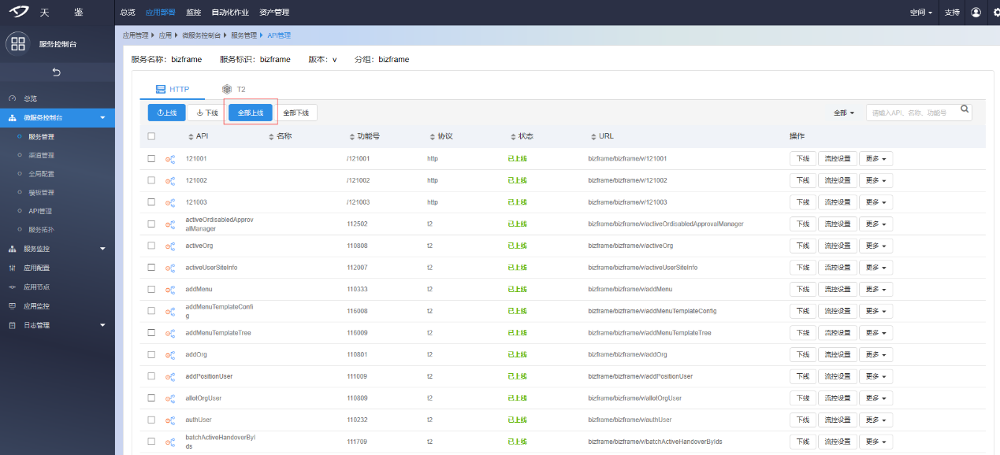 天 鉴 总览 应用部署 监控 自动化作业 资产管理 空间 支持
服务控制台
应用管理 应用 微服务控制台 服务管理 API管理
服务名称： bizframe 服务标识： bizframe 版本： v 分组： bizframe
总览
微服务控制台
服务管理
渠道管理
全局配置
模板管理
API管理
服务拓扑
服务监控
应用配置
应用节点
应用监控
日志管理
HTTP T2
上线 下线 全部上线 全部下线 全部 请输入API、名称、功能号
API 名称 功能号 协议 状态 URL 操作
121001 /121001 http 已上线 bizframe/bizframe/v/121001 下线 流控设置 更多
121002 /121002 http 已上线 bizframe/bizframe/v/121002 下线 流控设置 更多
121003 /121003 http 已上线 bizframe/bizframe/v/121003 下线 流控设置 更多
activeOrdisabledApprov
alManager 112502 t2 已上线 bizframe/bizframe/v/activeOrdisabledApprovalManager 下线 流控设置 更多
activeOrg 110808 t2 已上线 bizframe/bizframe/v/activeOrg 下线 流控设置 更多
activeUserSiteInfo 112007 t2 已上线 bizframe/bizframe/v/activeUserSiteInfo 下线 流控设置 更多
addMenu 110333 t2 已上线 bizframe/bizframe/v/addMenu 下线 流控设置 更多
addMenuTemplateConfi
g 116008 t2 已上线 bizframe/bizframe/v/addMenuTemplateConfig 下线 流控设置 更多
addMenuTemplateTree 116009 t2 已上线 bizframe/bizframe/v/addMenuTemplateTree 下线 流控设置 更多
addOrg 110801 t2 已上线 bizframe/bizframe/v/addOrg 下线 流控设置 更多
addPositionUser 111009 t2 已上线 bizframe/bizframe/v/addPositionUser 下线 流控设置 更多
allotOrgUser 110809 t2 已上线 bizframe/bizframe/v/allotOrgUser 下线 流控设置 更多
authUser 110232 t2 已上线 bizframe/bizframe/v/authUser 下线 流控设置 更多
batchActiveHandoverByI
ds 111709 t2 已上线 bizframe/bizframe/v/batchActiveHandoverByIds 下线 流控设置 更多